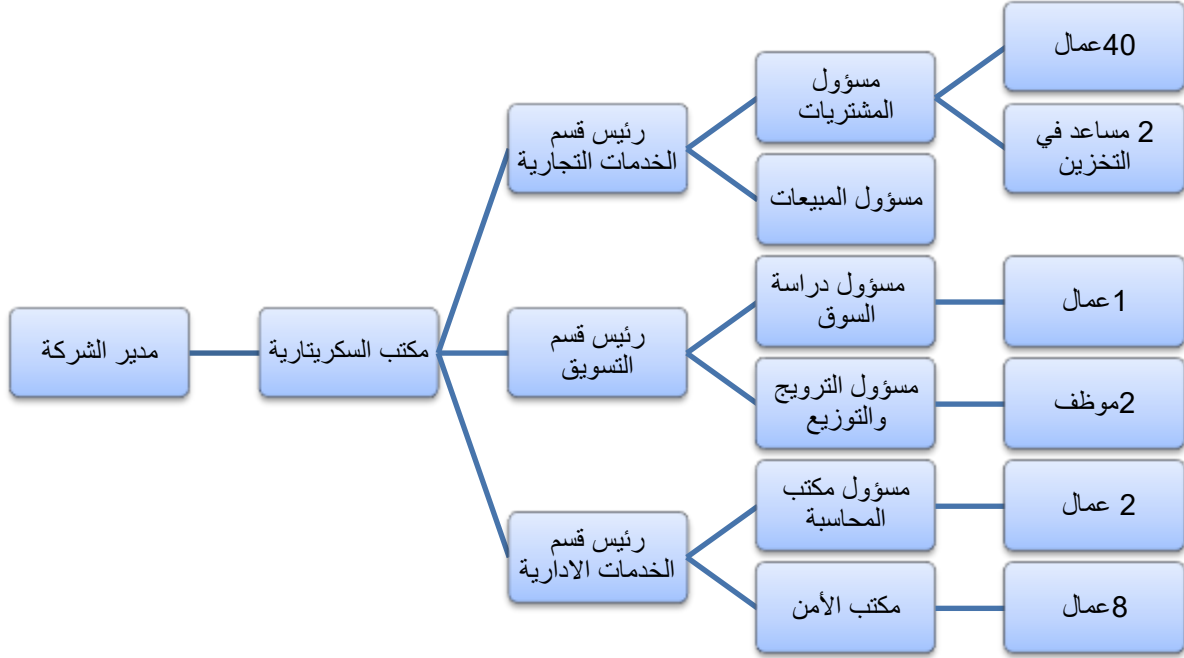 مدير الشركة
مكتب السكريتارية
رئيس قسم
الخدمات التجارية
مسؤول
المشتريات
40عمال
2 مساعد في
التخزين
مسؤول المبيعات
رئيس قسم
التسويق
مسؤول دراسة
السوق
1عمال
مسؤول الترويج
والتوزيع
2موظف
رئيس قسم
الخدمات الادارية
مسؤول مكتب
المحاسبة
2 عمال
مكتب الأمن
8عمال